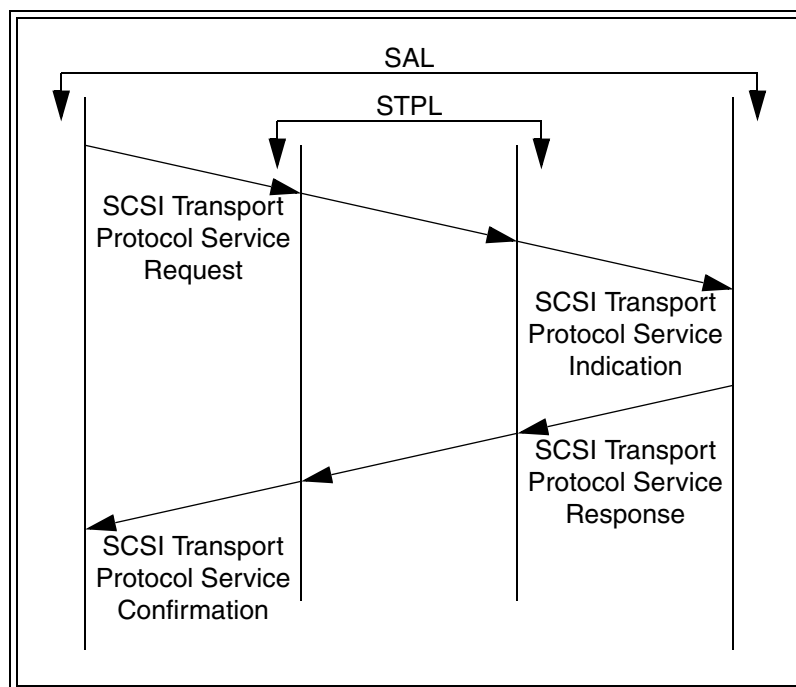 SAL
STPL
SCSI Transport
Protocol Service
Request
SCSI Transport
Protocol Service
Indication
SCSI Transport
Protocol Service
Response
SCSI Transport
Protocol Service
Confirmation